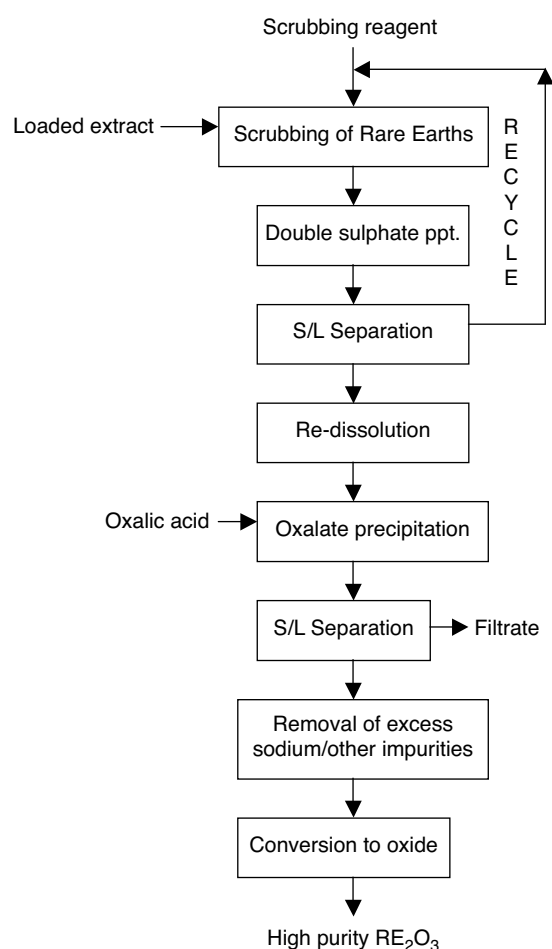 Scrubbing reagent
Loaded extract
Scrubbing of Rare Earths
RECYCLE
Double sulphate ppt.
S/L Separation
Re-dissolution
Oxalic acid
Oxalate precipitation
S/L Separation
Filtrate
Removal of excess
sodium/other impurities
Conversion to oxide
High purity RE₂O₃